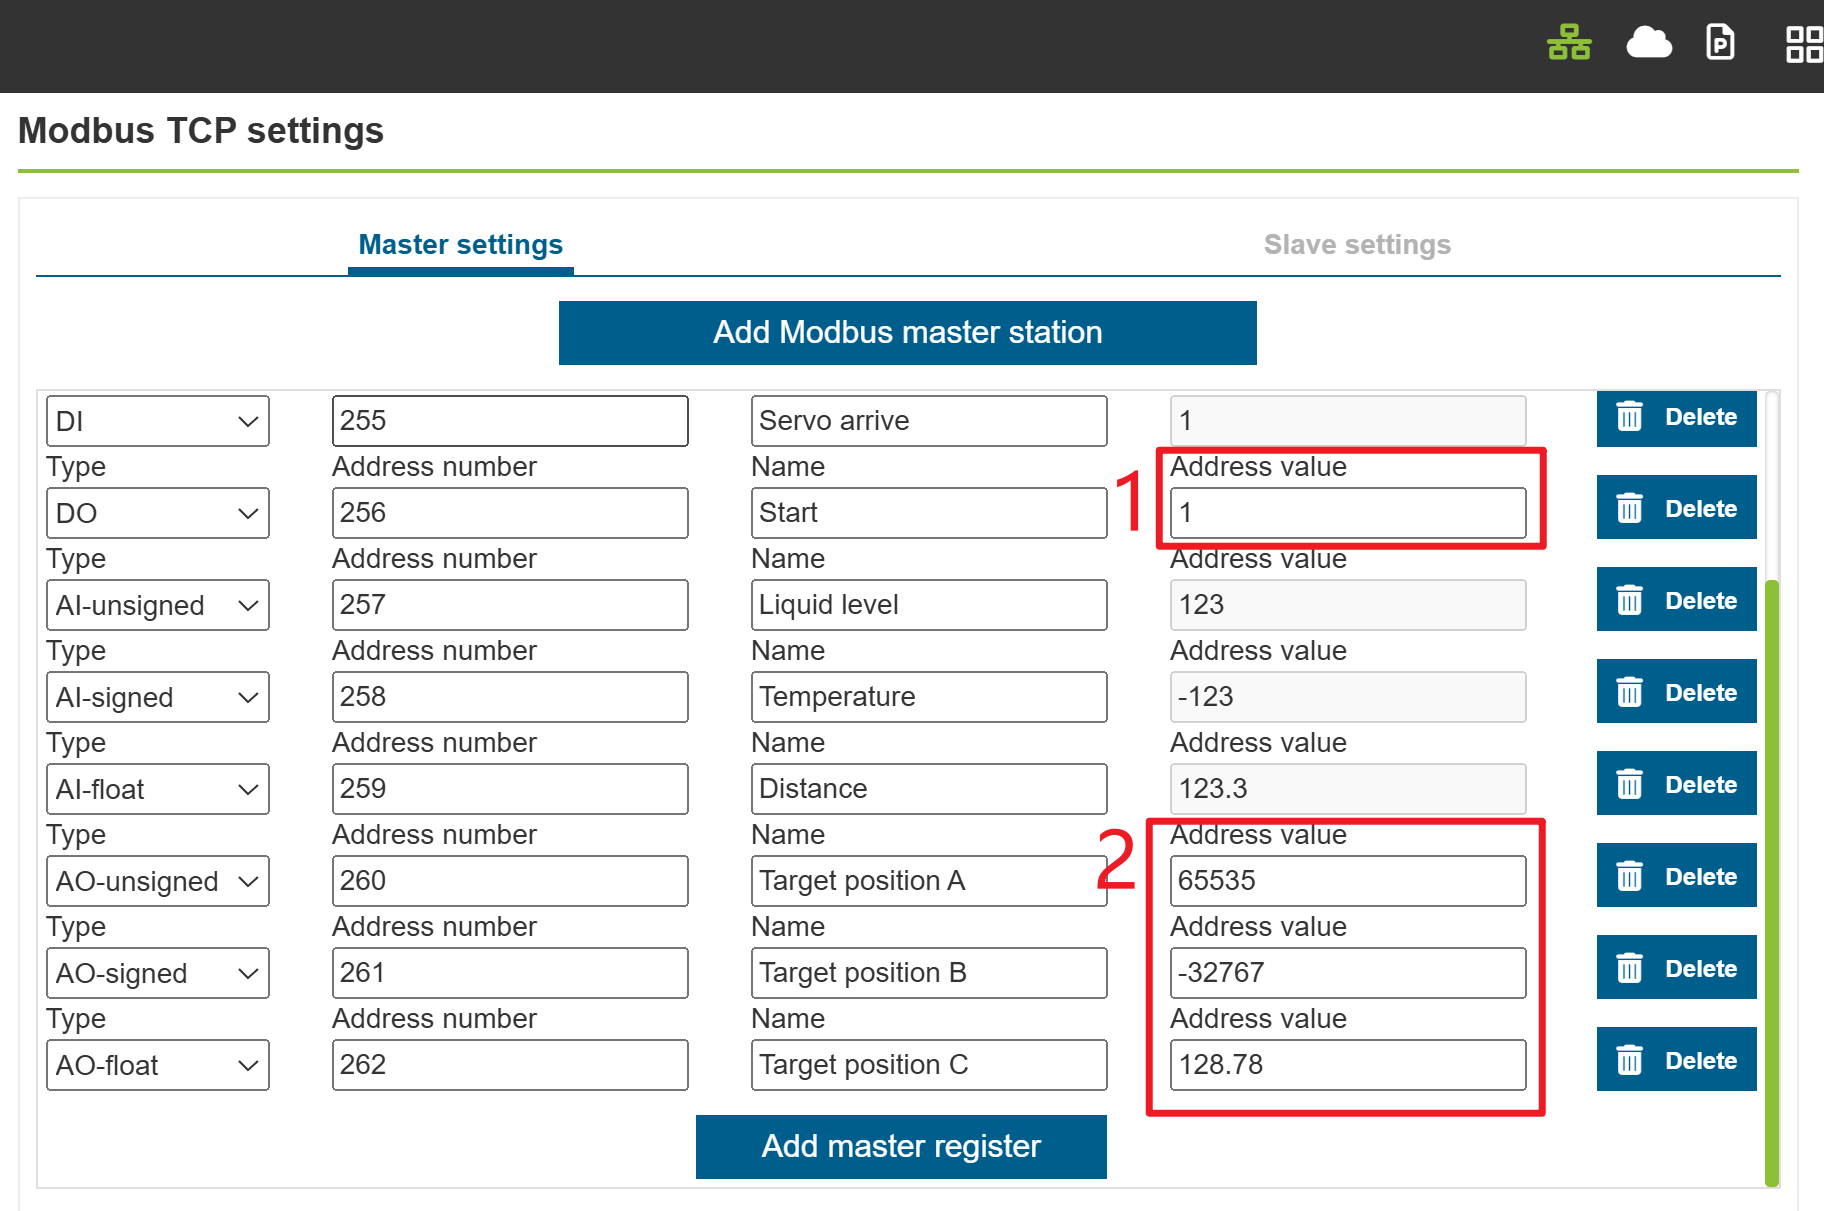 P
Modbus TCP settings
Master settings Slave settings
Add Modbus master station
DI 255 Servo arrive 1 Delete
Type Address number Name Address value
DO 256 Start 1 Delete
1
Type Address number Name Address value
AI-unsigned 257 Liquid level 123 Delete
Type Address number Name Address value
AI-signed 258 Temperature -123 Delete
Type Address number Name Address value
AI-float 259 Distance 123.3 Delete
Type Address number Name Address value
AO-unsigned 260 Target position A 65535 Delete
2
Type Address number Name Address value
AO-signed 261 Target position B -32767 Delete
Type Address number Name Address value
AO-float 262 Target position C 128.78 Delete
Add master register